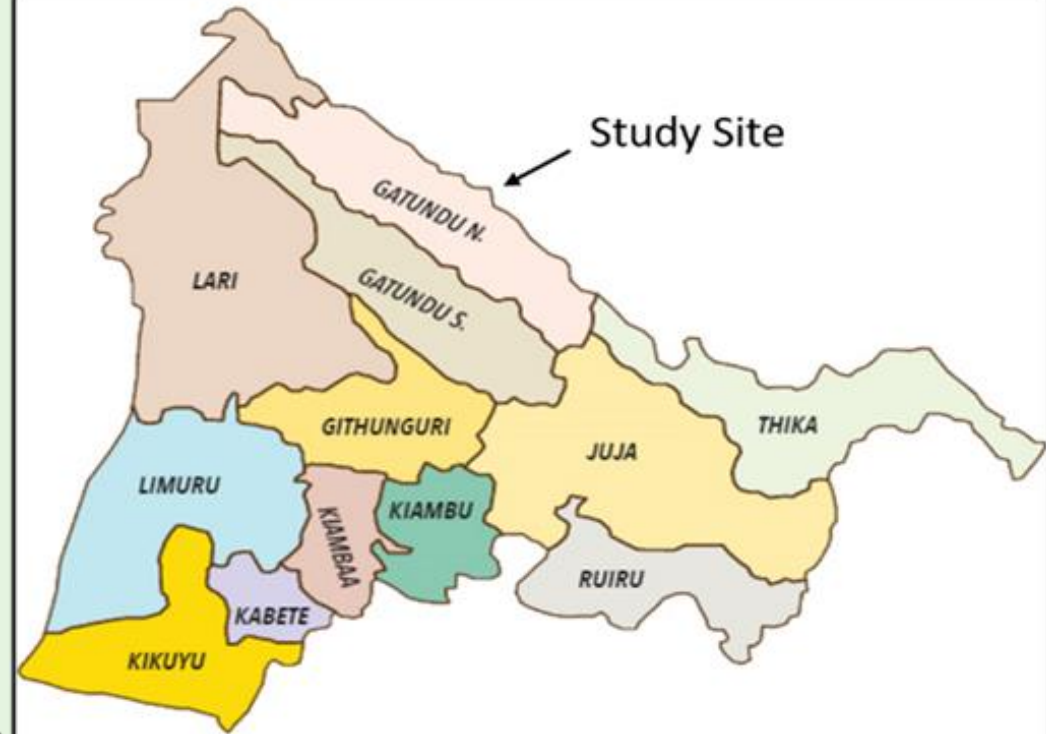 Study Site
GATUNDU N.
LARI
GATUNDU S.
GITHUNGURI
JUJA
THIKA
LIMURU
KIAMBAA
KIAMBU
RUIRU
KABETE
KIKUYU